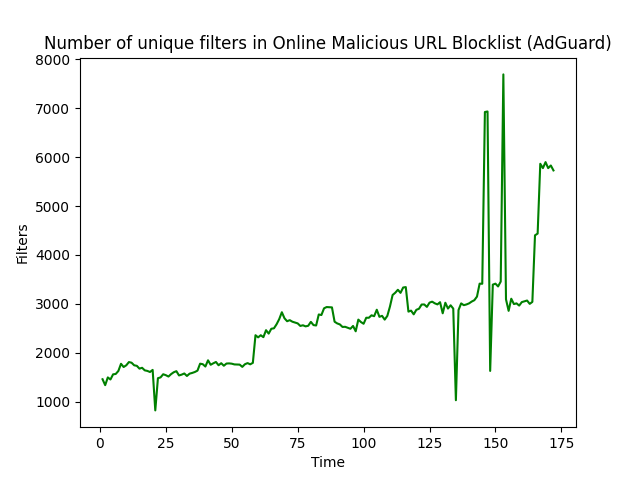 Number of unique filters in Online Malicious URL Blocklist (AdGuard)
8000
7000
6000
5000
4000
3000
2000
1000
Filters
0 25 50 75 100 125 150 175
Time